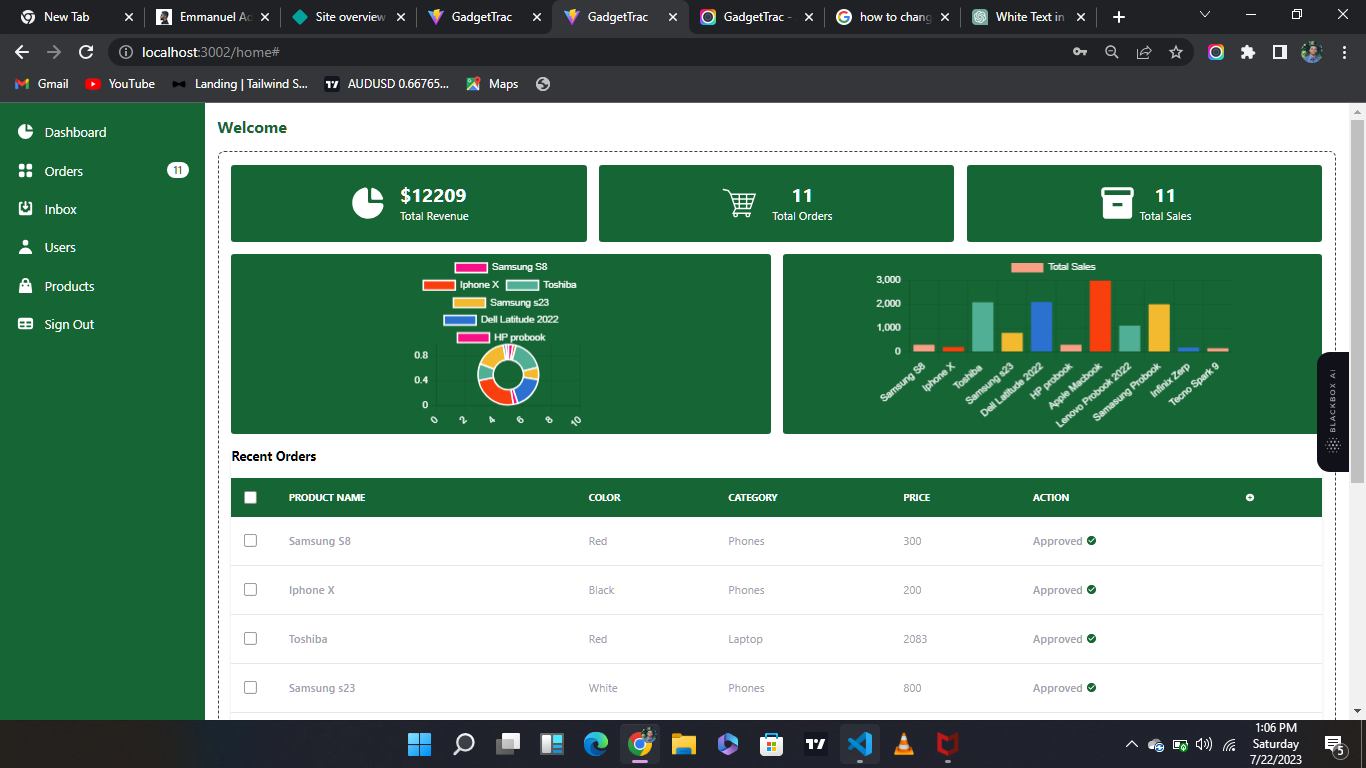 New Tab
Emmanuel Ac
Site overview
GadgetTrac
GadgetTrac
GadgetTrac -
how to chang
White Text in
localhost:3002/home#
Gmail
YouTube
Landing | Tailwind S...
AUDUSD 0.66765...
Maps
Dashboard
Orders 11
Inbox
Users
Products
Sign Out
Welcome
$12209
Total Revenue
11
Total Orders
11
Total Sales
Samsung S8
Iphone X Toshiba
Samsung s23
Dell Latitude 2022
HP probook
0.8
0.4
0
0 2 4 6 8 10
Total Sales
3,000
2,000
1,000
0
Samsung S8
Iphone X
Toshiba
Samsung s23
Dell Latitude 2022
HP probook
Apple Macbook
Lenovo Probook 2022
Samasung Probook
Infinix Zerp
Tecno Spark 9
BLACKBOX AI
Recent Orders
PRODUCT NAME COLOR CATEGORY PRICE ACTION
Samsung S8 Red Phones 300 Approved
Iphone X Black Phones 200 Approved
Toshiba Red Laptop 2083 Approved
Samsung s23 White Phones 800 Approved
1:06 PM
Saturday
7/22/2023
5